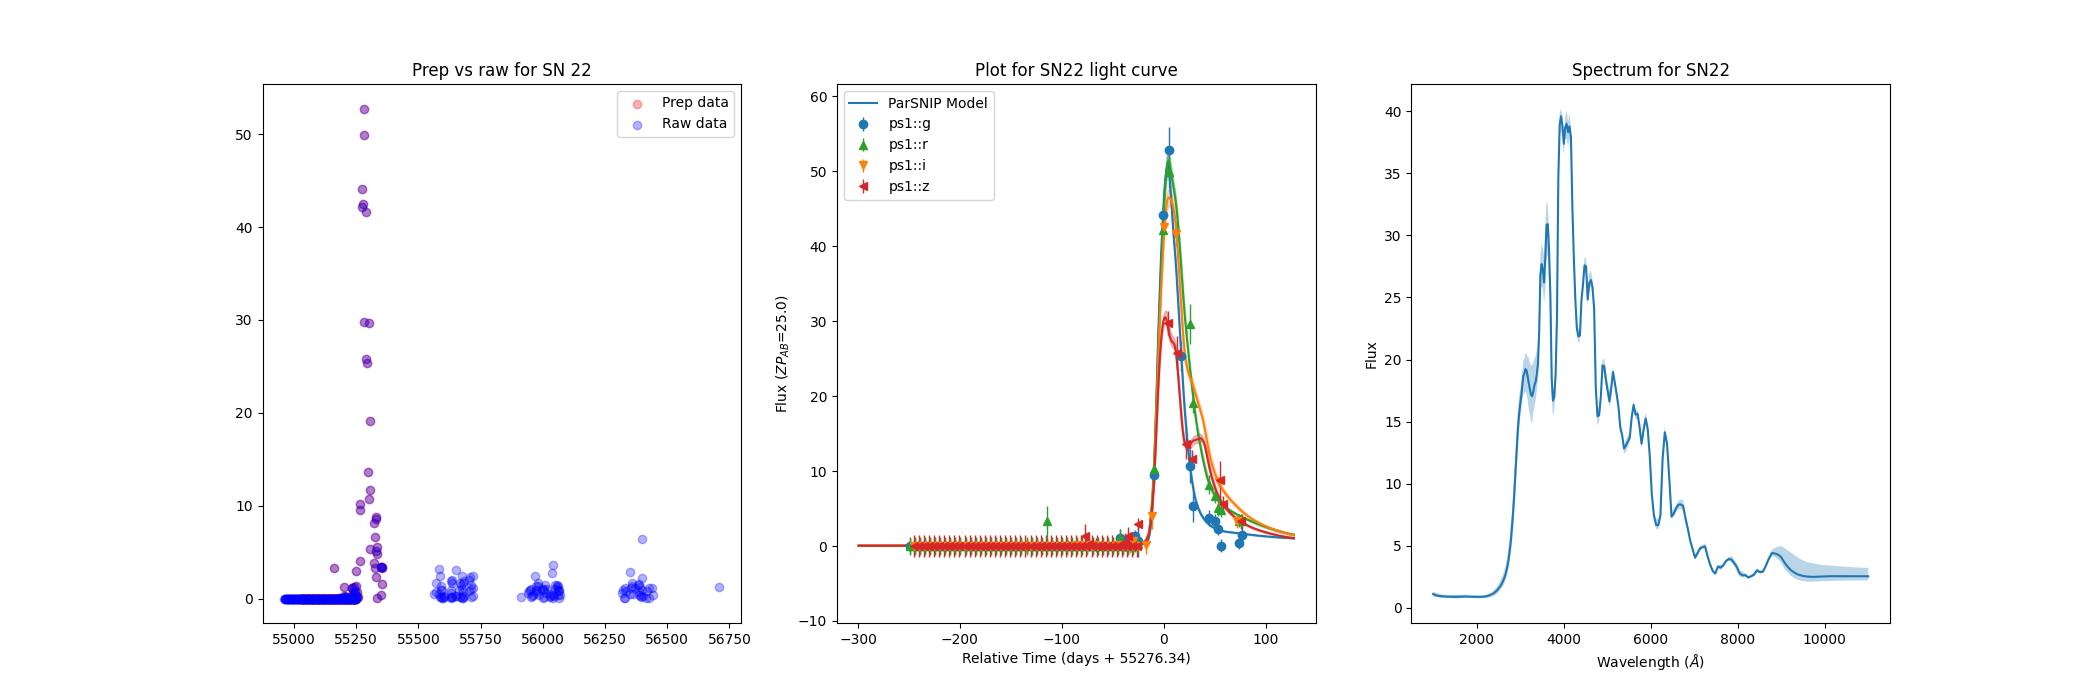 Prep vs raw for SN 22
Prep data
Raw data
50
40
30
20
10
0
55000
55250
55500
55750
56000
56250
56500
56750
Plot for SN22 light curve
ParSNIP Model
ps1::g
ps1::r
ps1::i
ps1::z
Flux (ZP_AB=25.0)
60
50
40
30
20
10
0
−10
−300
−200
−100
0
100
Relative Time (days + 55276.34)
Spectrum for SN22
Flux
40
35
30
25
20
15
10
5
0
2000
4000
6000
8000
10000
Wavelength (Å)